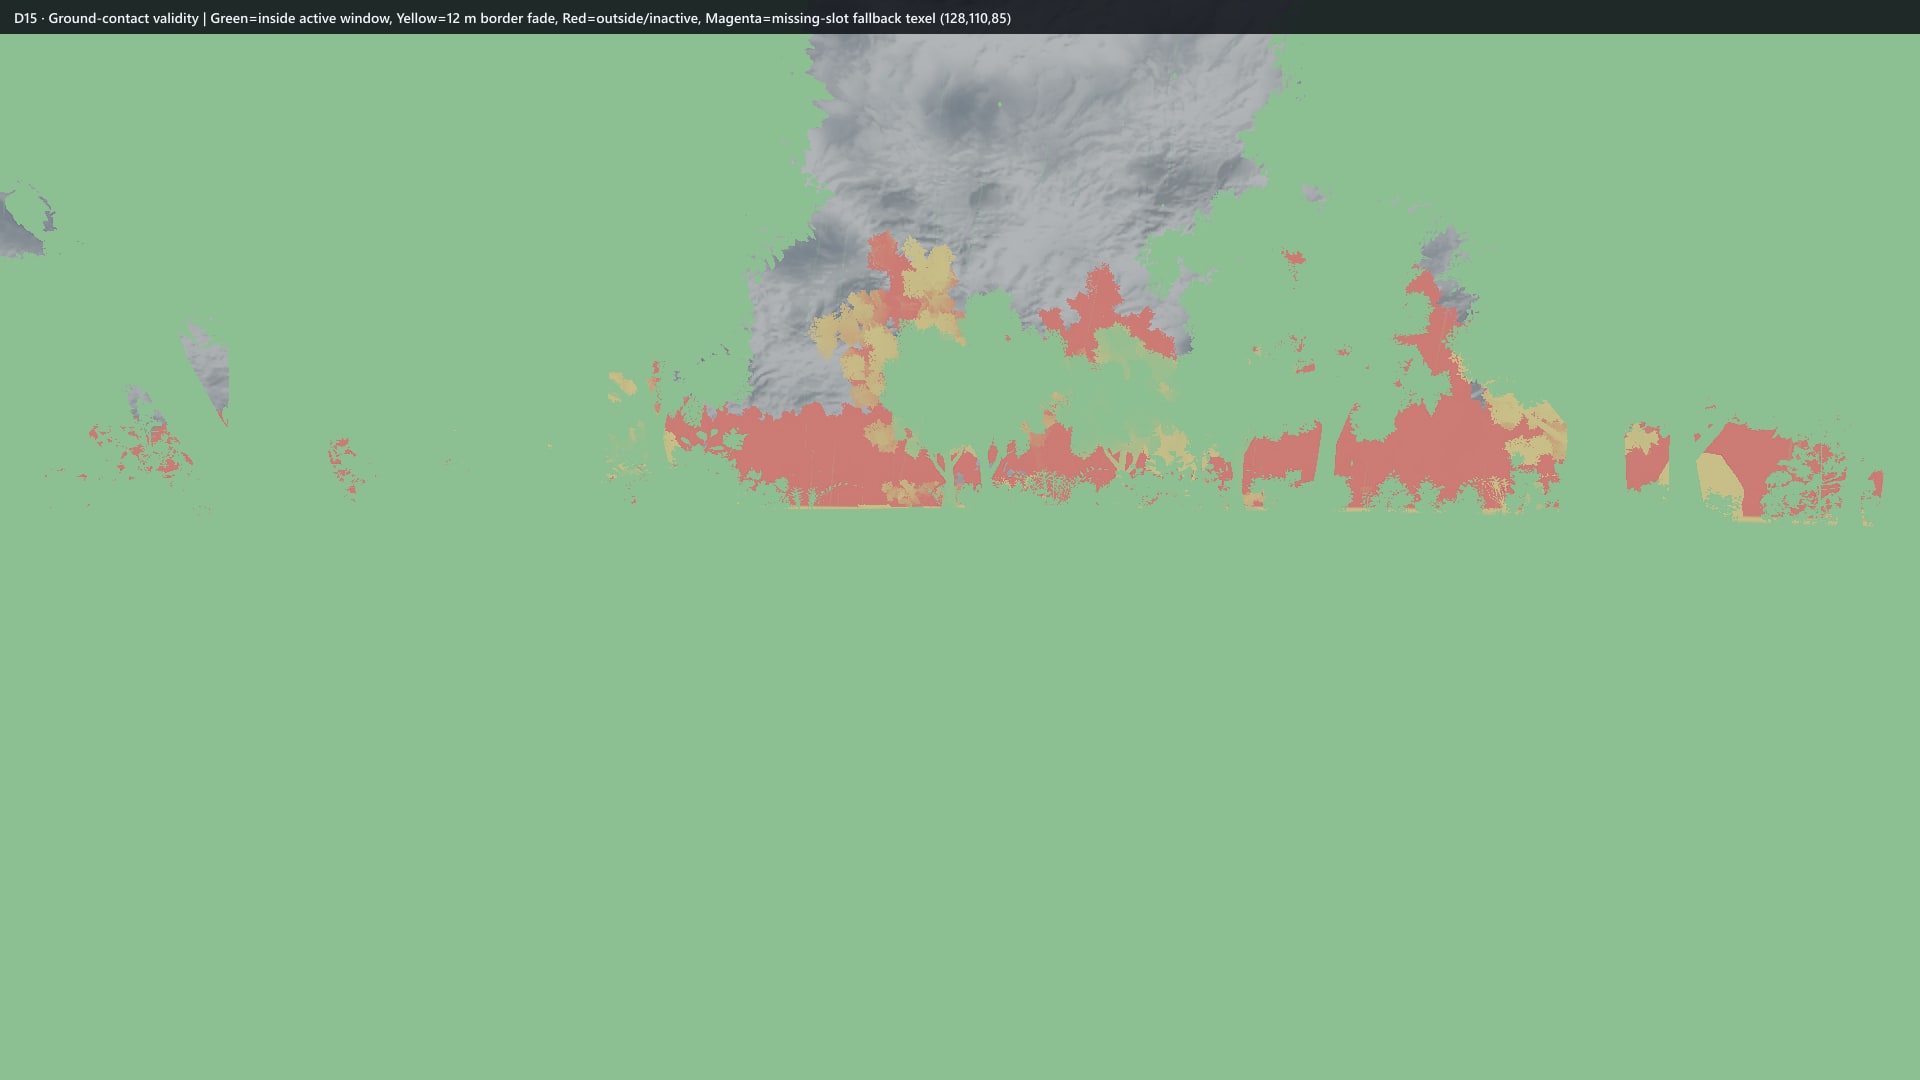 D15 · Ground-contact validity | Green=inside active window, Yellow=12 m border fade, Red=outside/inactive, Magenta=missing-slot fallback texel (128,110,85)